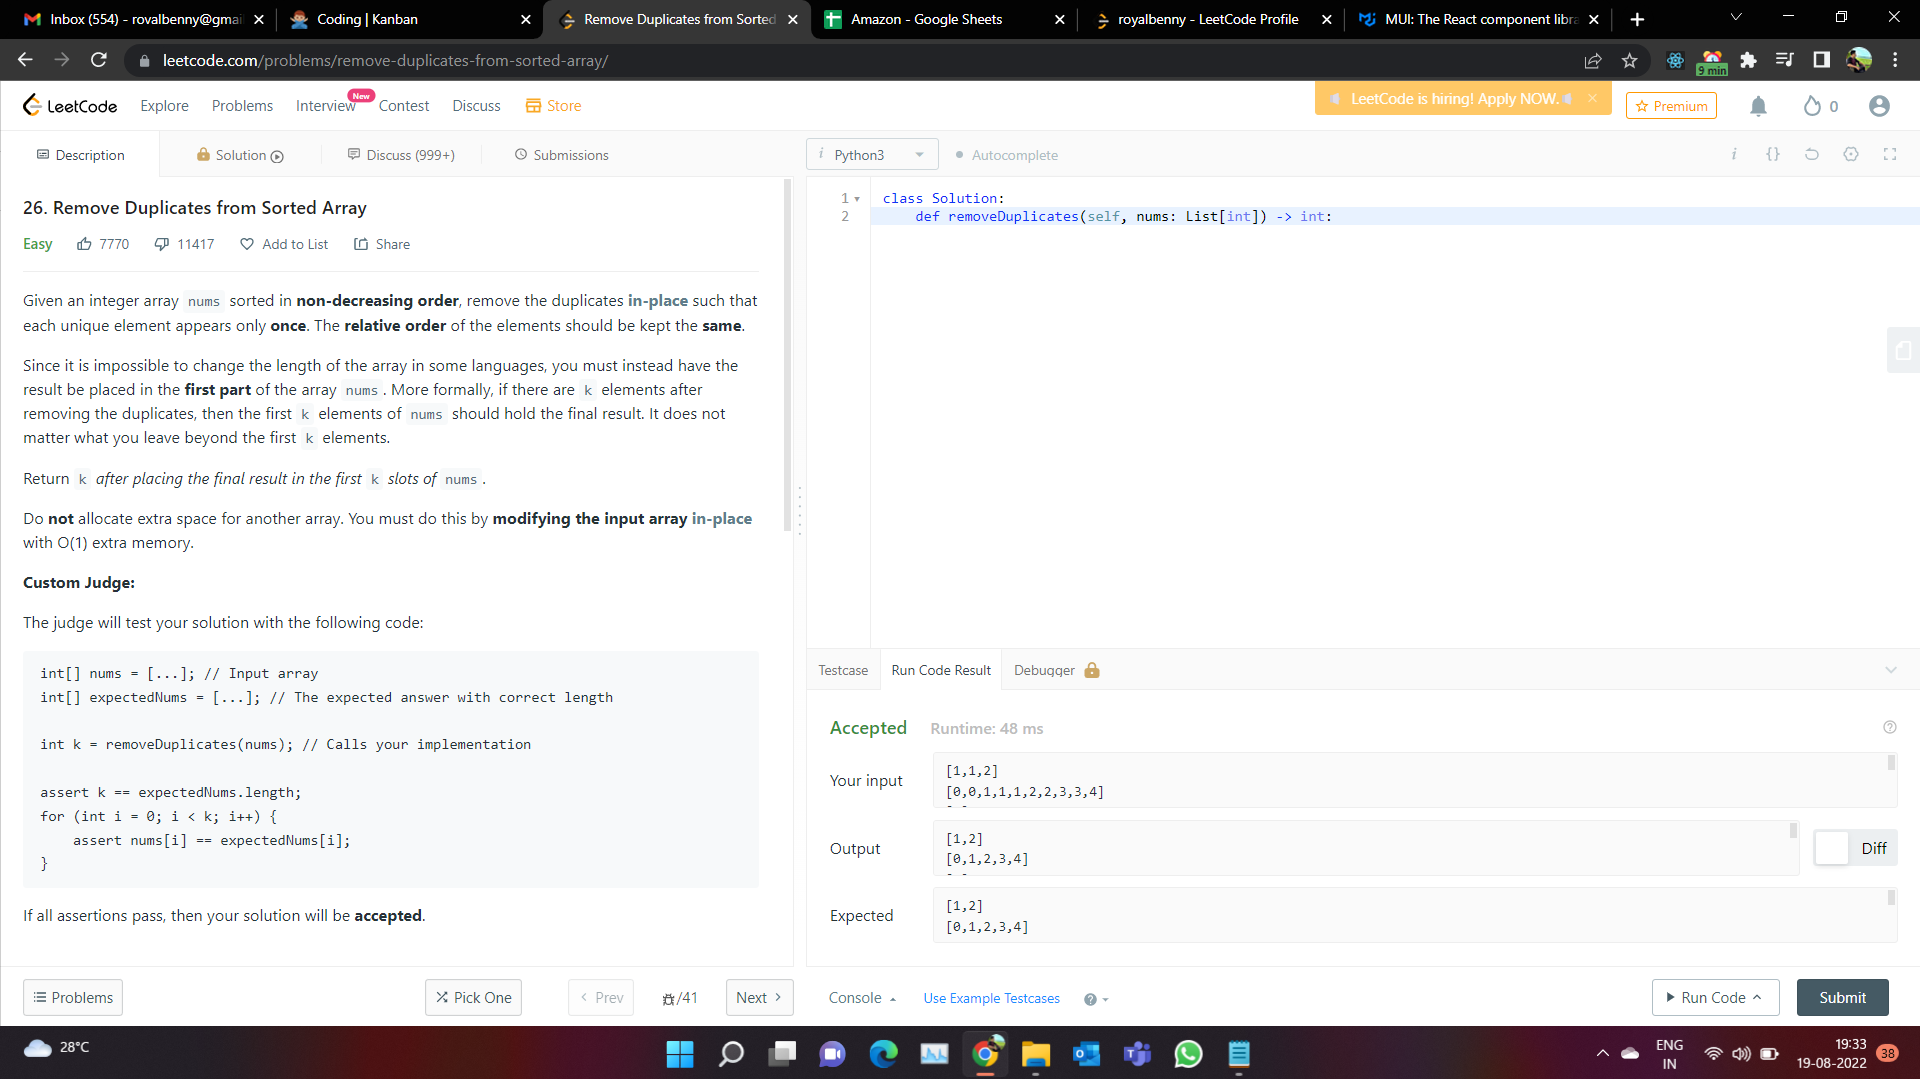 Inbox (554) - rovalbenny@gmai
Coding | Kanban
Remove Duplicates from Sorted
Amazon - Google Sheets
royalbenny - LeetCode Profile
MUI: The React component libra
leetcode.com/problems/remove-duplicates-from-sorted-array/
9 min
LeetCode
Explore
Problems
Interview
New
Contest
Discuss
Store
LeetCode is hiring! Apply NOW.
Premium
0
Description
Solution
Discuss (999+)
Submissions
Python3
Autocomplete
26. Remove Duplicates from Sorted Array
Easy
7770
11417
Add to List
Share
Given an integer array nums sorted in non-decreasing order, remove the duplicates in-place such that
each unique element appears only once. The relative order of the elements should be kept the same.
Since it is impossible to change the length of the array in some languages, you must instead have the
result be placed in the first part of the array nums. More formally, if there are k elements after
removing the duplicates, then the first k elements of nums should hold the final result. It does not
matter what you leave beyond the first k elements.
Return k after placing the final result in the first k slots of nums.
Do not allocate extra space for another array. You must do this by modifying the input array in-place
with O(1) extra memory.
Custom Judge:
The judge will test your solution with the following code:
int[] nums = [...]; // Input array
int[] expectedNums = [...]; // The expected answer with correct length
int k = removeDuplicates(nums); // Calls your implementation
assert k == expectedNums.length;
for (int i = 0; i < k; i++) {
assert nums[i] == expectedNums[i];
}
If all assertions pass, then your solution will be accepted.
1 class Solution:
2 def removeDuplicates(self, nums: List[int]) -> int:
Testcase
Run Code Result
Debugger
Accepted
Runtime: 48 ms
Your input
[1,1,2]
[0,0,1,1,1,2,2,3,3,4]
Output
[1,2]
[0,1,2,3,4]
Diff
Expected
[1,2]
[0,1,2,3,4]
Problems
Pick One
Prev
/41
Next
Console
Use Example Testcases
Run Code
Submit
28°C
ENG
IN
19:33
19-08-2022
38